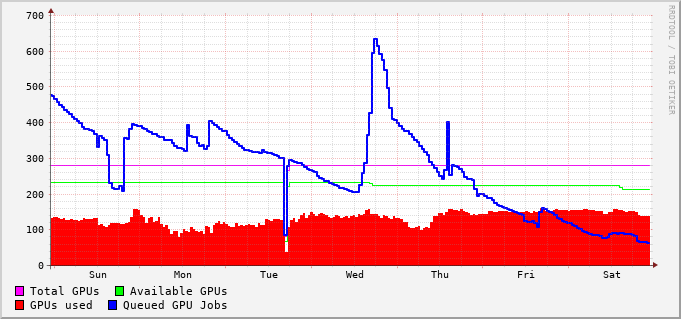 700
600
500
400
300
200
100
0
Sun Mon Tue Wed Thu Fri Sat
RRDTOOL / TOBI OETIKER
Total GPUs Available GPUs
GPUs used Queued GPU Jobs